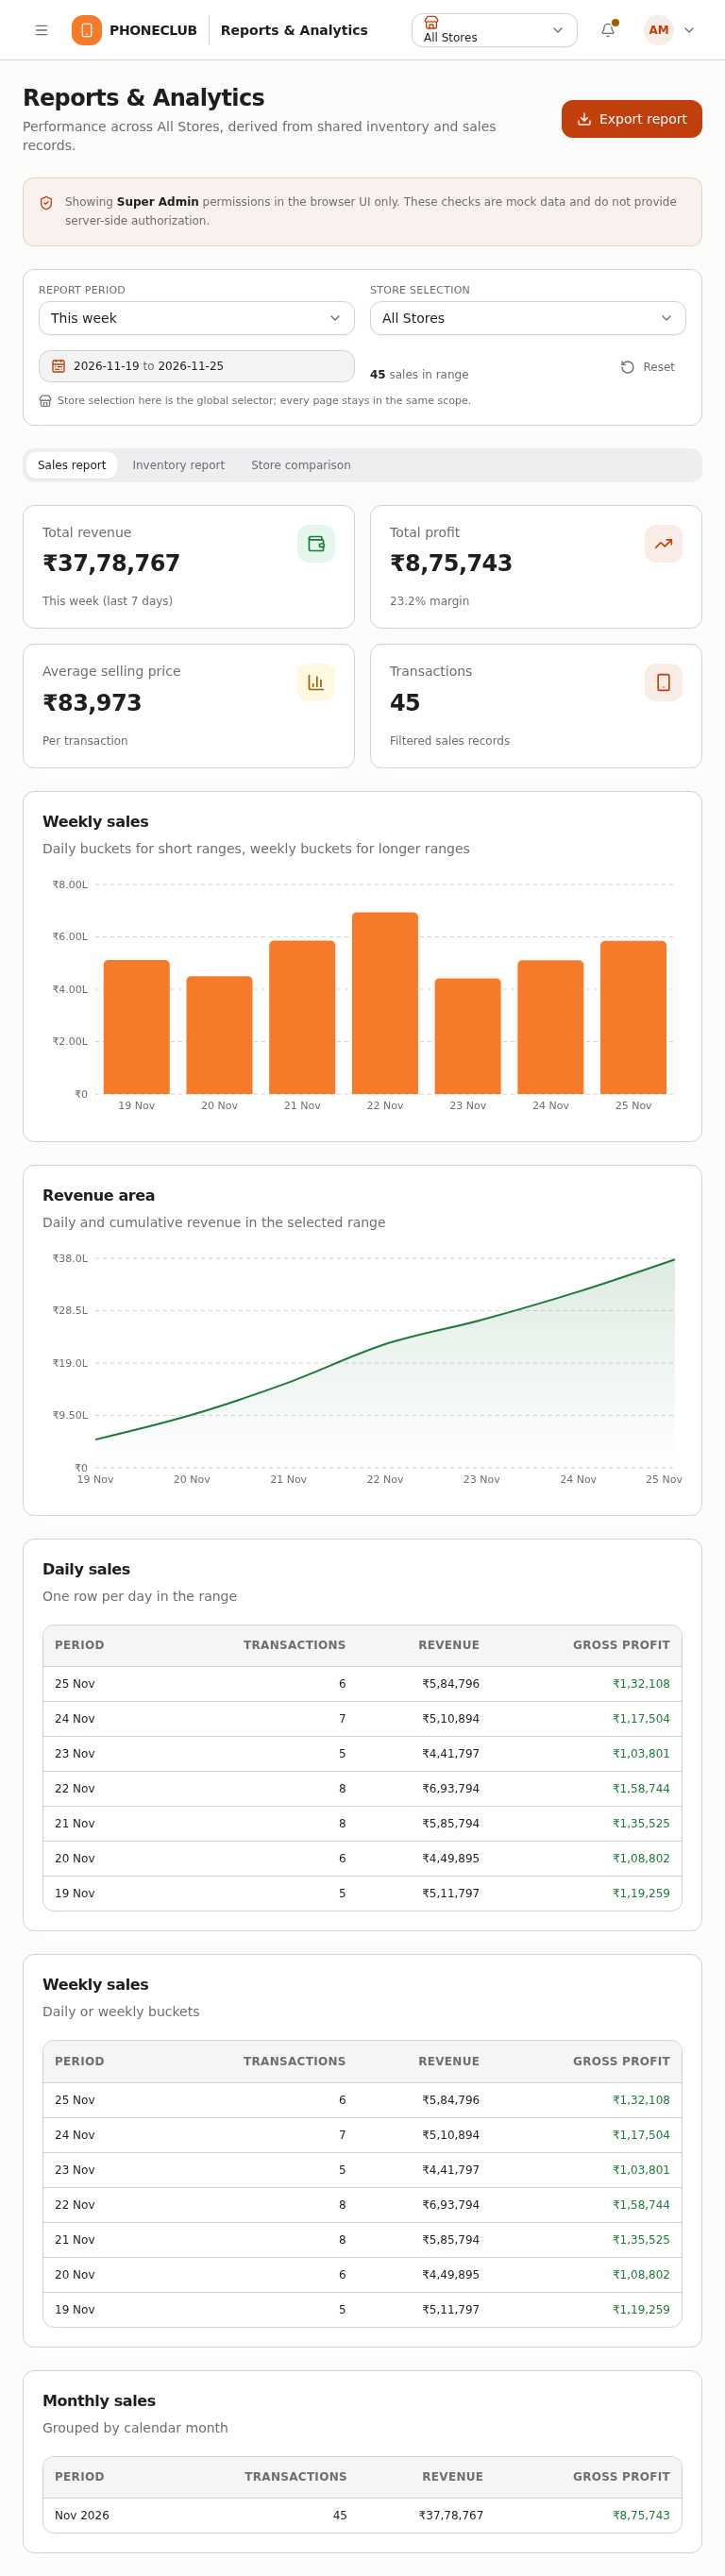 PHONECLUB
Reports & Analytics
All Stores
AM
Reports & Analytics
Performance across All Stores, derived from shared inventory and sales
records.
Export report
Showing Super Admin permissions in the browser UI only. These checks are mock data and do not provide
server-side authorization.
REPORT PERIOD
STORE SELECTION
This week
All Stores
2026-11-19 to 2026-11-25
45 sales in range
Reset
Store selection here is the global selector; every page stays in the same scope.
Sales report
Inventory report
Store comparison
Total revenue
₹37,78,767
This week (last 7 days)
Total profit
₹8,75,743
23.2% margin
Average selling price
₹83,973
Per transaction
Transactions
45
Filtered sales records
Weekly sales
Daily buckets for short ranges, weekly buckets for longer ranges
₹8.00L
₹6.00L
₹4.00L
₹2.00L
₹0
19 Nov 20 Nov 21 Nov 22 Nov 23 Nov 24 Nov 25 Nov
Revenue area
Daily and cumulative revenue in the selected range
₹38.0L
₹28.5L
₹19.0L
₹9.50L
₹0
19 Nov 20 Nov 21 Nov 22 Nov 23 Nov 24 Nov 25 Nov
Daily sales
One row per day in the range
PERIOD TRANSACTIONS REVENUE GROSS PROFIT
25 Nov 6 ₹5,84,796 ₹1,32,108
24 Nov 7 ₹5,10,894 ₹1,17,504
23 Nov 5 ₹4,41,797 ₹1,03,801
22 Nov 8 ₹6,93,794 ₹1,58,744
21 Nov 8 ₹5,85,794 ₹1,35,525
20 Nov 6 ₹4,49,895 ₹1,08,802
19 Nov 5 ₹5,11,797 ₹1,19,259
Weekly sales
Daily or weekly buckets
PERIOD TRANSACTIONS REVENUE GROSS PROFIT
25 Nov 6 ₹5,84,796 ₹1,32,108
24 Nov 7 ₹5,10,894 ₹1,17,504
23 Nov 5 ₹4,41,797 ₹1,03,801
22 Nov 8 ₹6,93,794 ₹1,58,744
21 Nov 8 ₹5,85,794 ₹1,35,525
20 Nov 6 ₹4,49,895 ₹1,08,802
19 Nov 5 ₹5,11,797 ₹1,19,259
Monthly sales
Grouped by calendar month
PERIOD TRANSACTIONS REVENUE GROSS PROFIT
Nov 2026 45 ₹37,78,767 ₹8,75,743